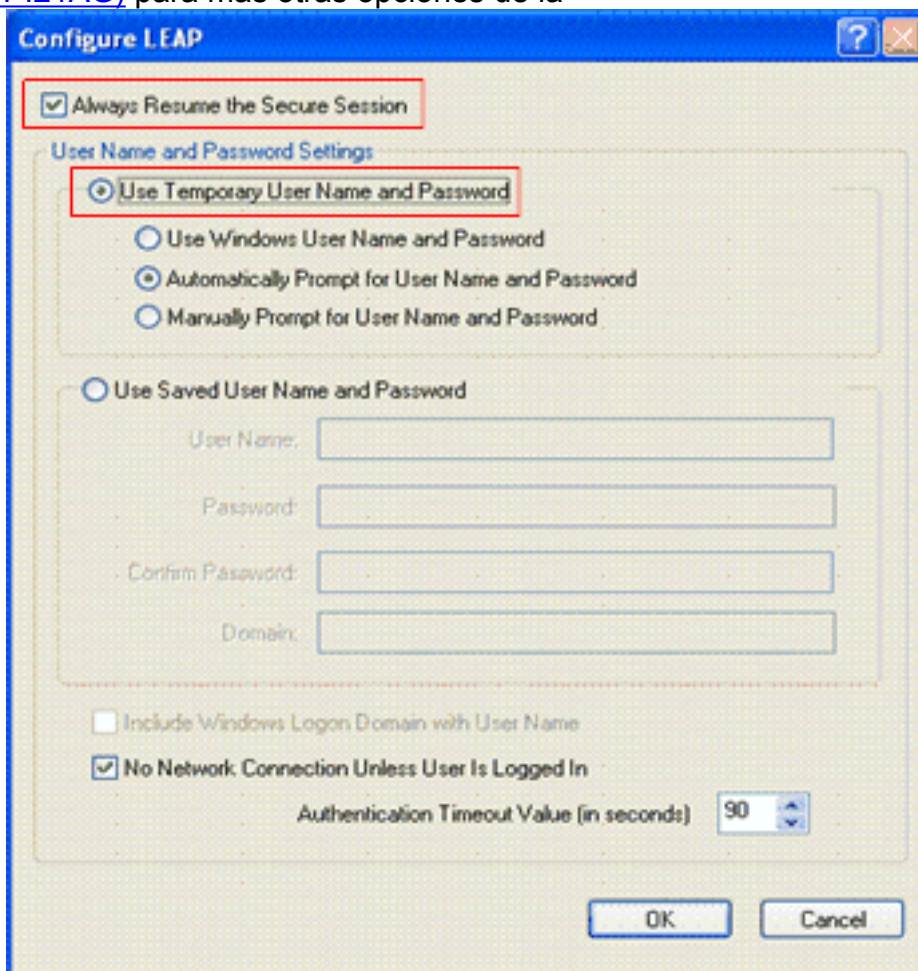 para más otras opciones de la
Configure LEAP
Always Resume the Secure Session
User Name and Password Settings
Use Temporary User Name and Password
Use Windows User Name and Password
Automatically Prompt for User Name and Password
Manually Prompt for User Name and Password
Use Saved User Name and Password
User Name:
Password:
Confirm Password:
Domain:
Include Windows Logon Domain with User Name
No Network Connection Unless User Is Logged In
Authentication Timeout Value (in seconds) 90
OK Cancel